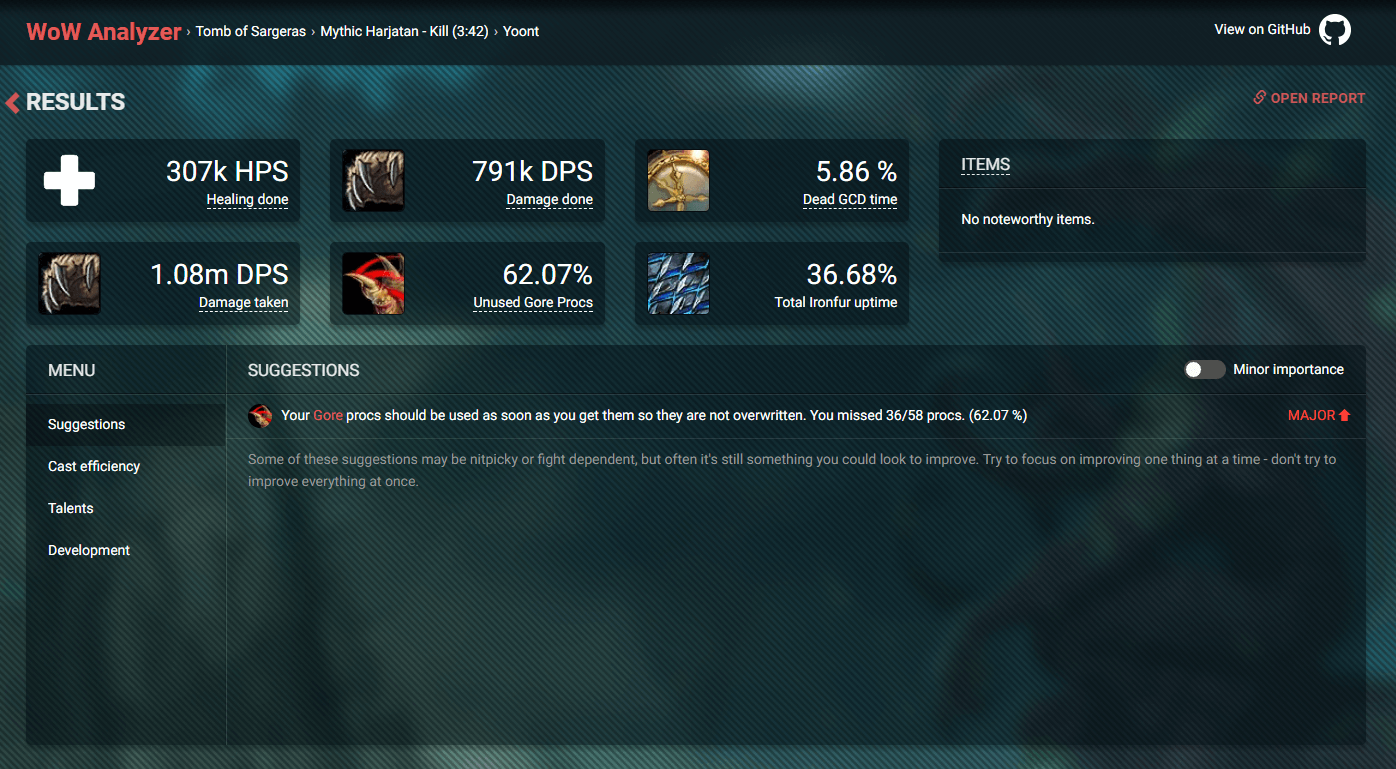 WoW Analyzer › Tomb of Sargeras › Mythic Harjatan - Kill (3:42) › Yoont
View on GitHub
RESULTS
OPEN REPORT
307k HPS
Healing done
791k DPS
Damage done
5.86 %
Dead GCD time
ITEMS
No noteworthy items.
1.08m DPS
Damage taken
62.07%
Unused Gore Procs
36.68%
Total Ironfur uptime
MENU
Suggestions
Cast efficiency
Talents
Development
SUGGESTIONS
Minor importance
Your Gore procs should be used as soon as you get them so they are not overwritten. You missed 36/58 procs. (62.07 %)
MAJOR
Some of these suggestions may be nitpicky or fight dependent, but often it's still something you could look to improve. Try to focus on improving one thing at a time - don't try to
improve everything at once.